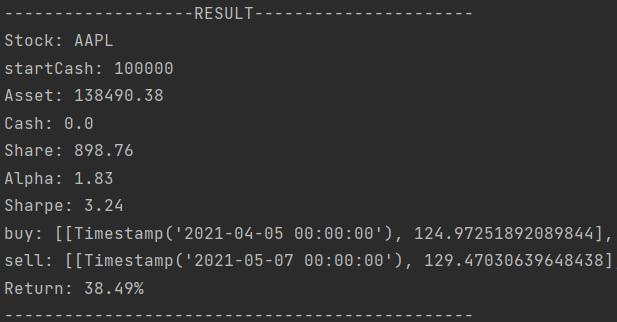 -------------------RESULT----------------------
Stock: AAPL
startCash: 100000
Asset: 138490.38
Cash: 0.0
Share: 898.76
Alpha: 1.83
Sharpe: 3.24
buy: [[Timestamp('2021-04-05 00:00:00'), 124.97251892089844],
sell: [[Timestamp('2021-05-07 00:00:00'), 129.47030639648438]
Return: 38.49%
-----------------------------------------------